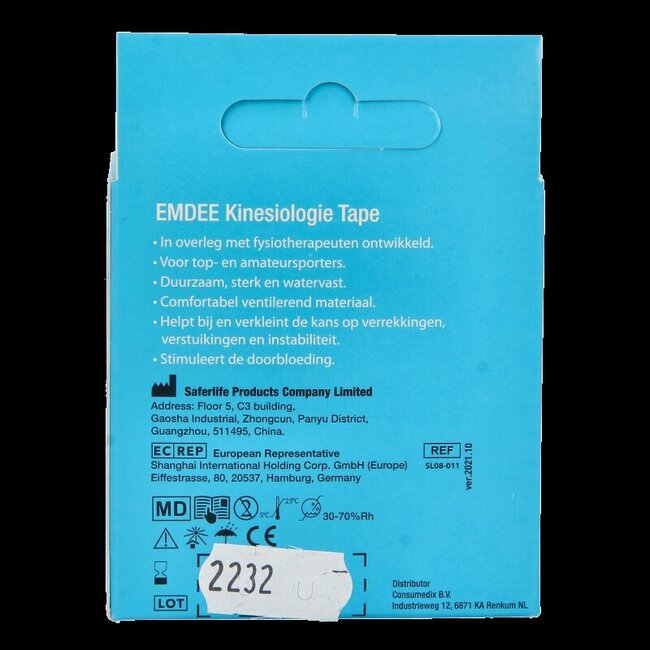 EMDEE Kinesiologie Tape
• In overleg met fysiotherapeuten ontwikkeld.
• Voor top- en amateursporters.
• Duurzaam, sterk en watervast.
• Comfortabel ventilerend materiaal.
• Helpt bij en verkleint de kans op verrekkingen,
verstuikingen en instabiliteit.
• Stimuleert de doorbloeding.
Saferlife Products Company Limited
Address: Floor 5, C3 building,
Gaosha Industrial, Zhongcun, Panyu District,
Guangzhou, 511495, China.
EC REP European Representative
Shanghai International Holding Corp. GmbH (Europe)
Eiffestrasse, 80, 20537, Hamburg, Germany
REF
SL08-011
ver.2021.10
MD 2 5°C 25°C 30-70%Rh
CE
2232
LOT
Distributor
Consumedix B.V.
Industrieweg 12, 6871 KA Renkum NL